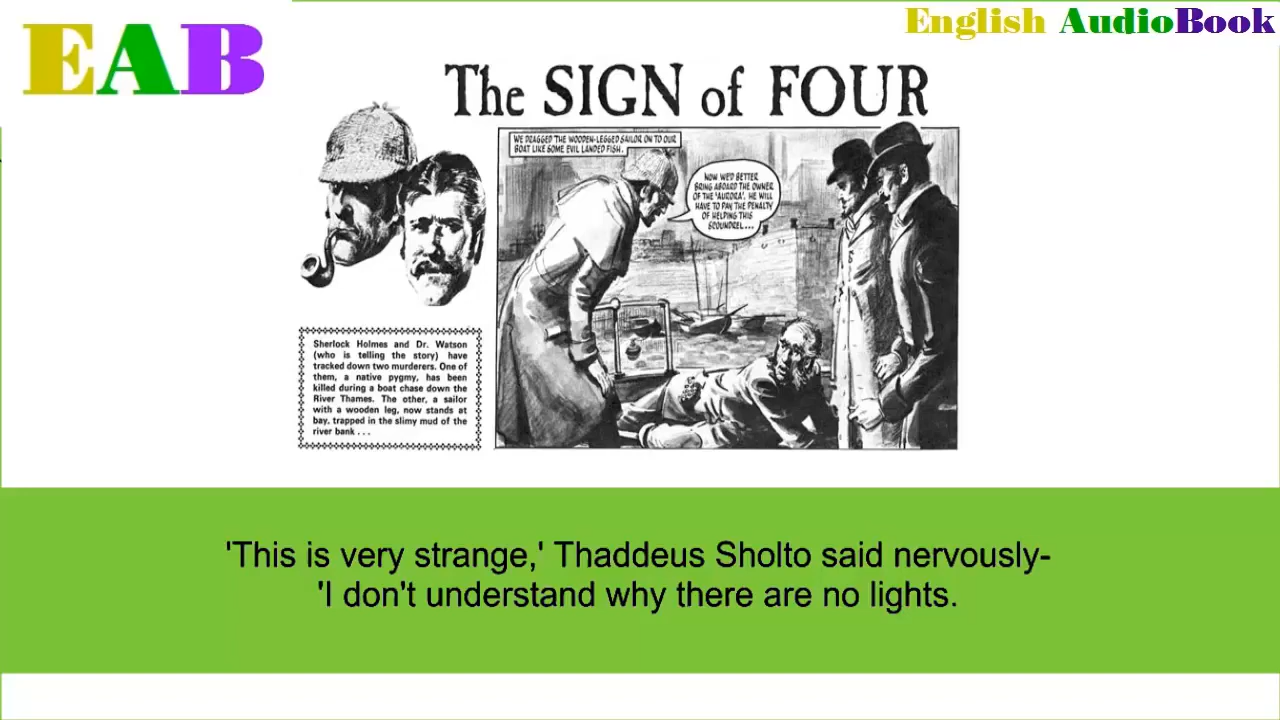 EAB
English AudioBook
The SIGN of FOUR
WE DRAGGED THE WOODEN-LEGGED SAILOR ON TO OUR
BOAT LIKE SOME EVIL LANDED FISH.
NOW WE'D BETTER
BRING ABOARD THE OWNER
OF THE 'AURORA'. HE WILL
HAVE TO PAY THE PENALTY
OF HELPING THIS
SCOUNDREL...
Sherlock Holmes and Dr. Watson
(who is telling the story) have
tracked down two murderers. One of
them, a native pygmy, has been
killed during a boat chase down the
River Thames. The other, a sailor
with a wooden leg, now stands at
bay, trapped in the slimy mud of the
river bank . . .
'This is very strange,' Thaddeus Sholto said nervously-
'I don't understand why there are no lights.